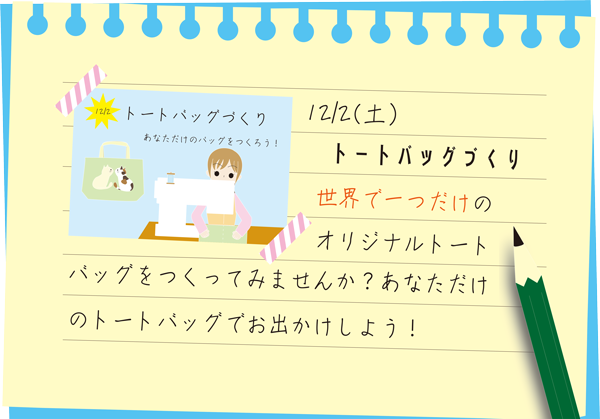 12/2
トートバッグづくり
あなただけのバッグをつくろう！
12/2(土)
トートバッグづくり
世界で一つだけの
オリジナルトート
バッグをつくってみませんか？あなただけ
のトートバッグでお出かけしよう！